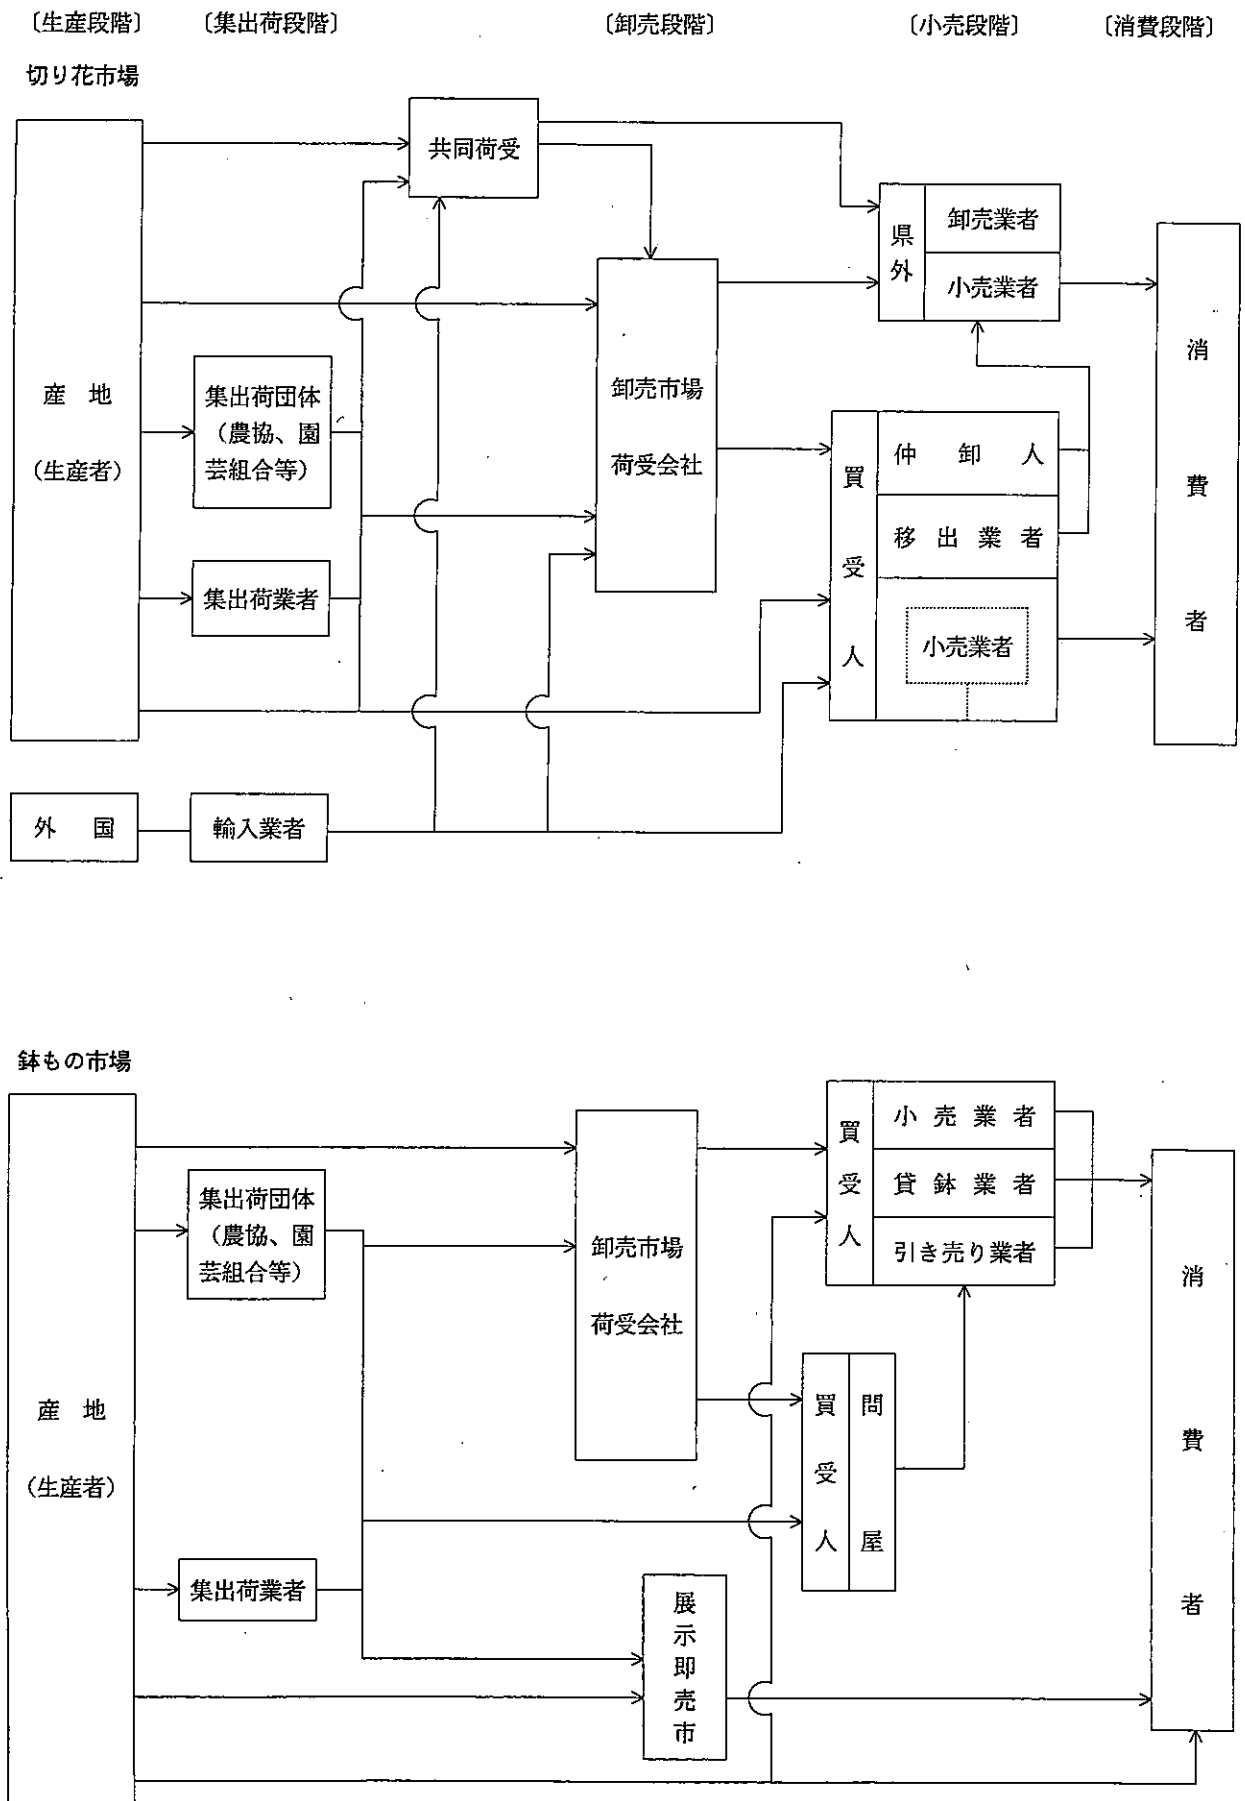 〔生産段階〕 〔集出荷段階〕 〔卸売段階〕 〔小売段階〕 〔消費段階〕
切り花市場
産地
(生産者)
集出荷団体
(農協、園
芸組合等)
集出荷業者
外国
輸入業者
共同荷受
卸売市場
荷受会社
県外
卸売業者
小売業者
買受人
仲卸人
移出業者
小売業者
消費者
鉢もの市場
産地
(生産者)
集出荷団体
(農協、園
芸組合等)
集出荷業者
卸売市場
荷受会社
買受人
小売業者
貸鉢業者
引き売り業者
買受人
問屋
展示即売市
消費者